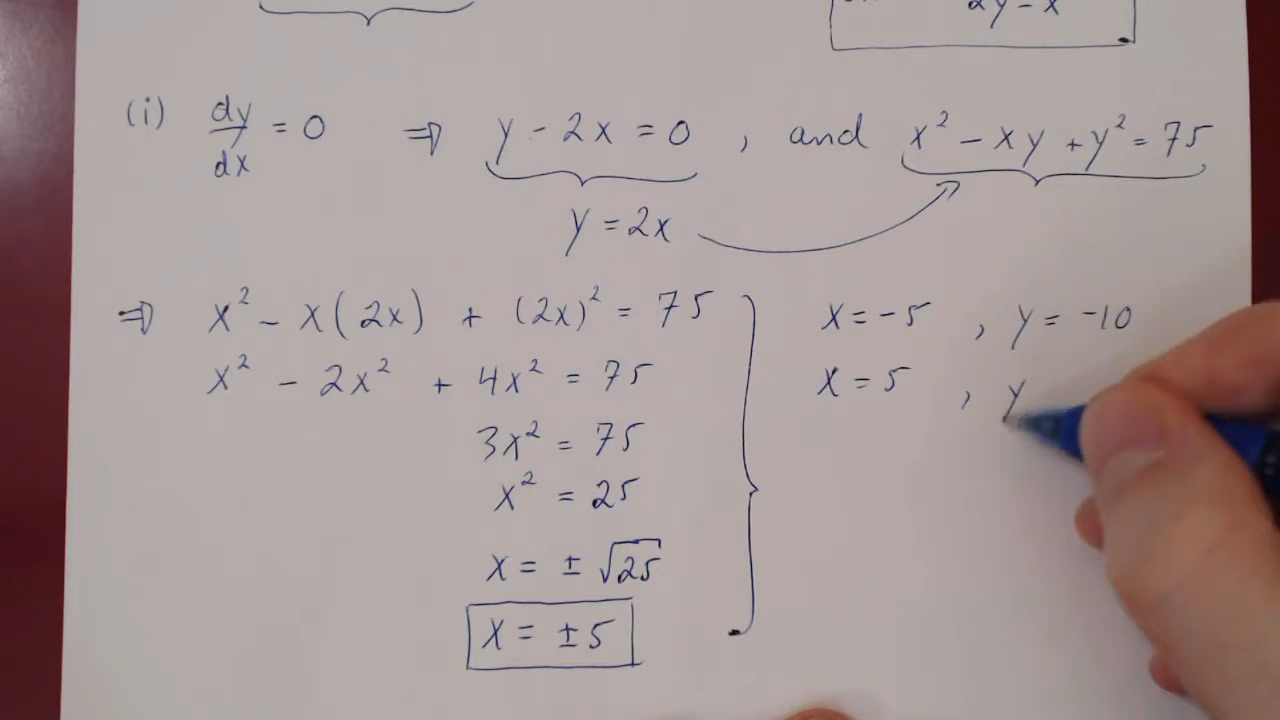 2y - x
(i) dy/dx = 0 ⇒ y - 2x = 0 , and x² - xy + y² = 75
y = 2x
⇒ x² - x(2x) + (2x)² = 75
x² - 2x² + 4x² = 75
3x² = 75
x² = 25
x = ± √25
x = ± 5
x = -5 , y = -10
x = 5 , y